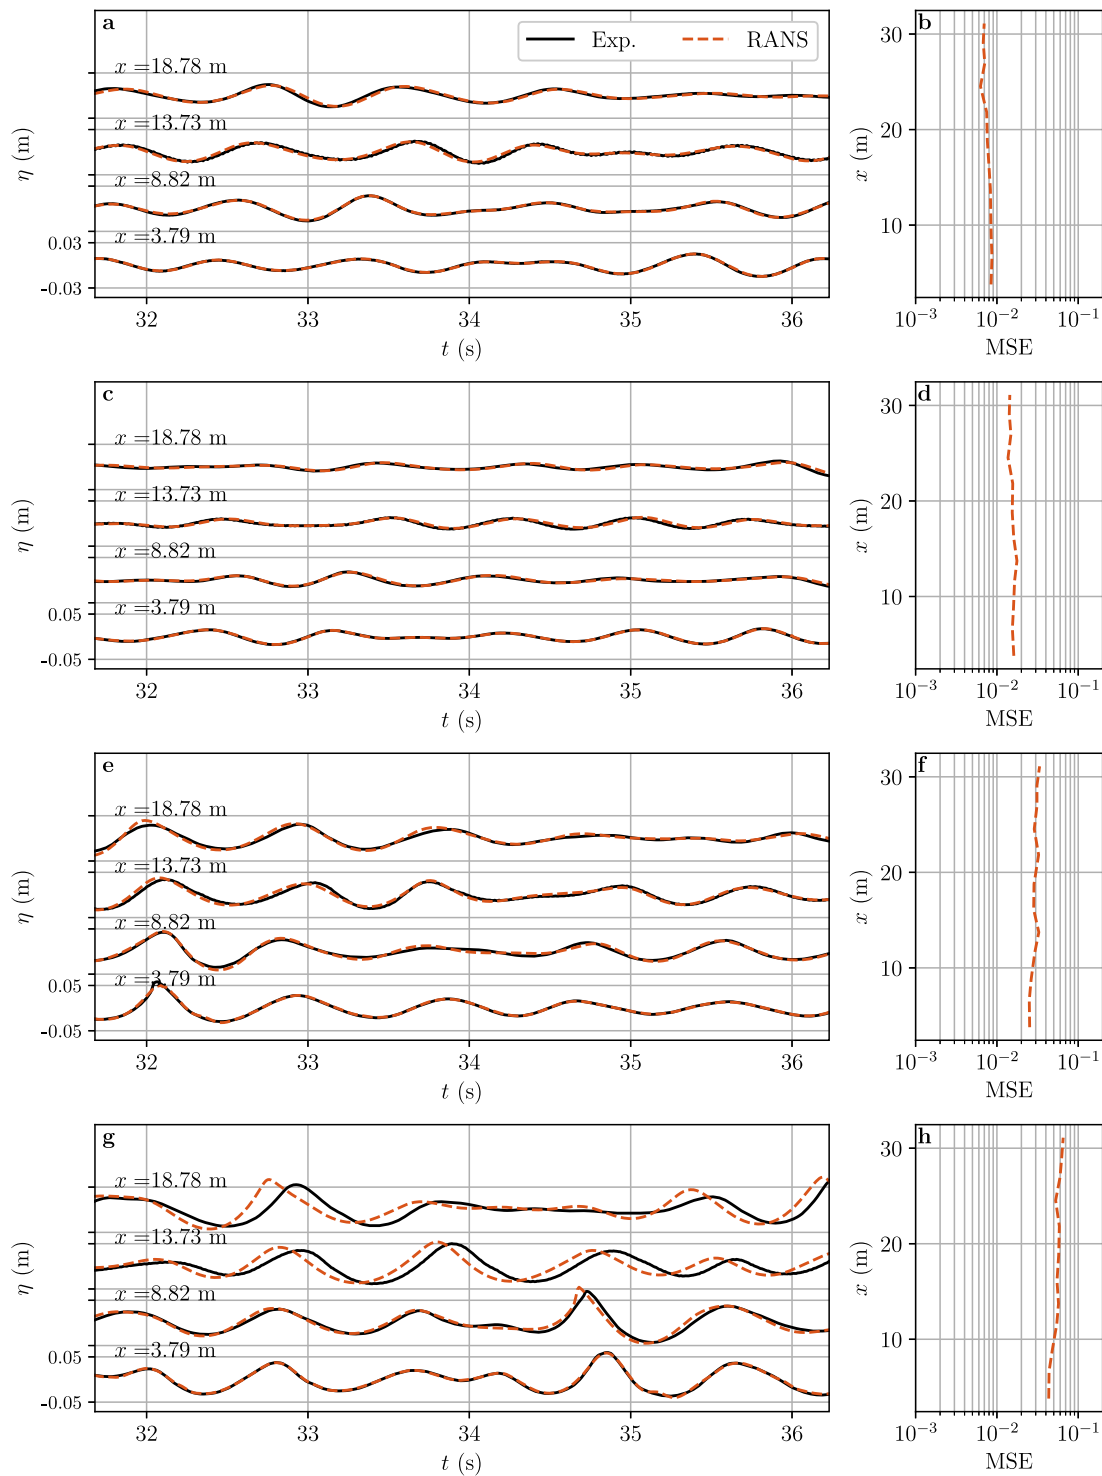 a
Exp.
RANS
x =18.78 m
x =13.73 m
x =8.82 m
x =3.79 m
0.03
-0.03
η (m)
32 33 34 35 36
t (s)
b
30
20
10
x (m)
10⁻³ 10⁻² 10⁻¹
MSE
c
x =18.78 m
x =13.73 m
x =8.82 m
x =3.79 m
0.05
-0.05
η (m)
32 33 34 35 36
t (s)
d
30
20
10
x (m)
10⁻³ 10⁻² 10⁻¹
MSE
e
x =18.78 m
x =13.73 m
x =8.82 m
x =3.79 m
0.05
-0.05
η (m)
32 33 34 35 36
t (s)
f
30
20
10
x (m)
10⁻³ 10⁻² 10⁻¹
MSE
g
x =18.78 m
x =13.73 m
x =8.82 m
x =3.79 m
0.05
-0.05
η (m)
32 33 34 35 36
t (s)
h
30
20
10
x (m)
10⁻³ 10⁻² 10⁻¹
MSE